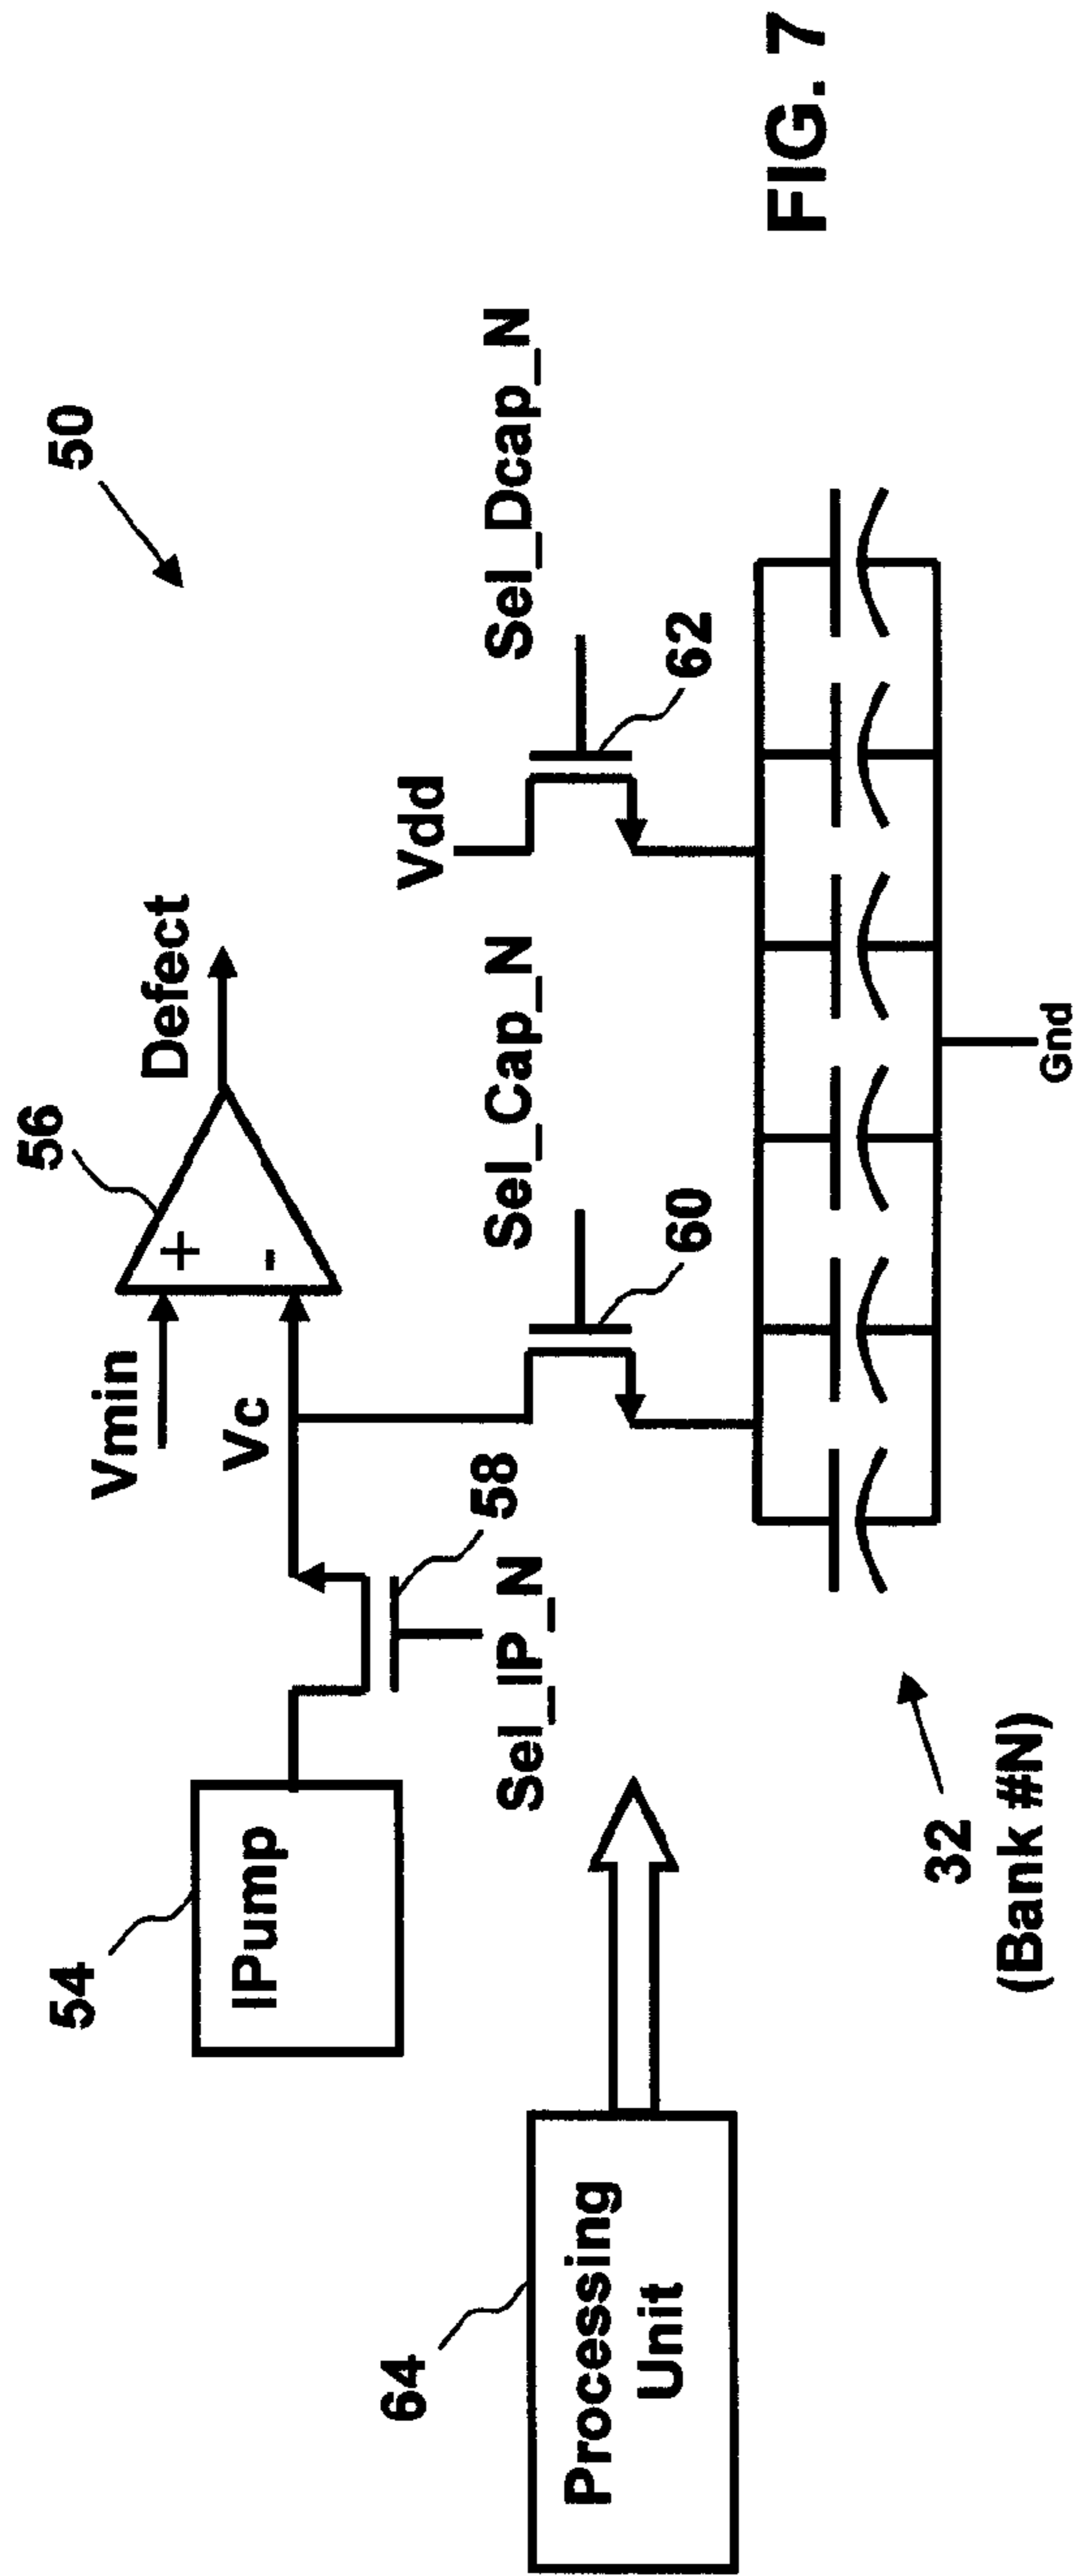 50
56
Defect
Vmin
+
-
Vc
54
IPump
58
Sel_IP_N
Sel_Cap_N
60
Vdd
Sel_Dcap_N
62
64
Processing
Unit
32
(Bank #N)
Gnd
FIG. 7